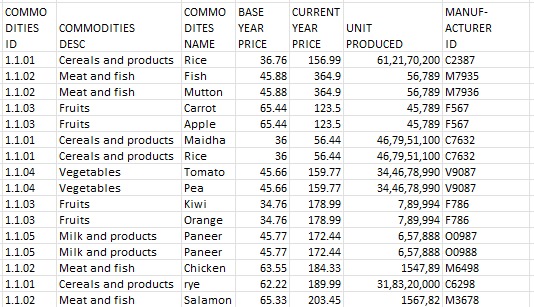 COMMO DITIES ID COMMODITIES DESC COMMO DITES NAME BASE YEAR PRICE CURRENT YEAR PRICE UNIT PRODUCED MANUF- ACTURER ID
1.1.01 Cereals and products Rice 36.76 156.99 61,21,70,200 C2387
1.1.02 Meat and fish Fish 45.88 364.9 56,789 M7935
1.1.02 Meat and fish Mutton 45.88 364.9 56,789 M7936
1.1.03 Fruits Carrot 65.44 123.5 45,789 F567
1.1.03 Fruits Apple 65.44 123.5 45,789 F567
1.1.01 Cereals and products Maidha 36 56.44 46,79,51,100 C7632
1.1.01 Cereals and products Rice 36 56.44 46,79,51,100 C7632
1.1.04 Vegetables Tomato 45.66 159.77 34,46,78,990 V9087
1.1.04 Vegetables Pea 45.66 159.77 34,46,78,990 V9087
1.1.03 Fruits Kiwi 34.76 178.99 7,89,994 F786
1.1.03 Fruits Orange 34.76 178.99 7,89,994 F786
1.1.05 Milk and products Paneer 45.77 172.44 6,57,888 O0987
1.1.05 Milk and products Paneer 45.77 172.44 6,57,888 O0988
1.1.02 Meat and fish Chicken 63.55 184.33 1547,89 M6498
1.1.01 Cereals and products rye 62.22 189.99 31,83,20,000 C6298
1.1.02 Meat and fish Salamon 65.33 203.45 1567,82 M3678